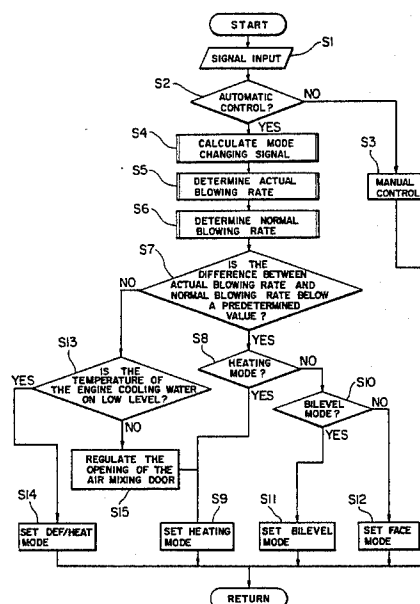 START
S1
SIGNAL INPUT
S2
AUTOMATIC
CONTROL ?
NO
YES
S3
MANUAL
CONTROL
S4
CALCULATE MODE
CHANGING SIGNAL
S5
DETERMINE ACTUAL
BLOWING RATE
S6
DETERMINE NORMAL
BLOWING RATE
S7
IS THE
DIFFERENCE BETWEEN
ACTUAL BLOWING RATE AND
NORMAL BLOWING RATE BELOW
A PREDETERMINED
VALUE ?
NO
YES
S13
IS THE
TEMPERATURE OF
THE ENGINE COOLING WATER
ON LOW LEVEL?
YES
NO
S8
HEATING
MODE ?
NO
YES
S10
BILEVEL
MODE ?
NO
YES
REGULATE THE
OPENING OF THE
AIR MIXING DOOR
S15
S14
SET DEF/HEAT
MODE
S9
SET HEATING
MODE
S11
SET BILEVEL
MODE
S12
SET FACE
MODE
RETURN